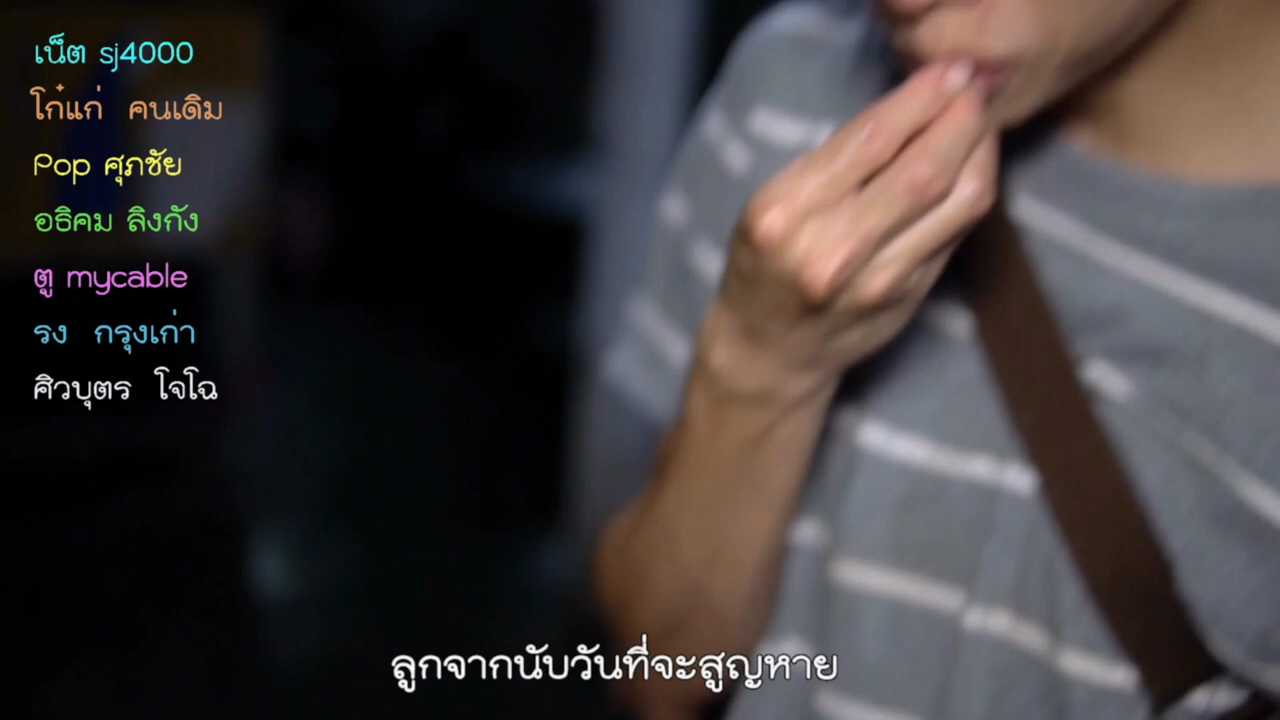 เน็ต sj4000
โก๋แก่ คนเดิม
Pop ศุภชัย
อธิคม ลิงกัง
ตู mycable
รง กรุงเก่า
ศิวบุตร โจโฉ
ลูกจากนับวันที่จะสูญหาย